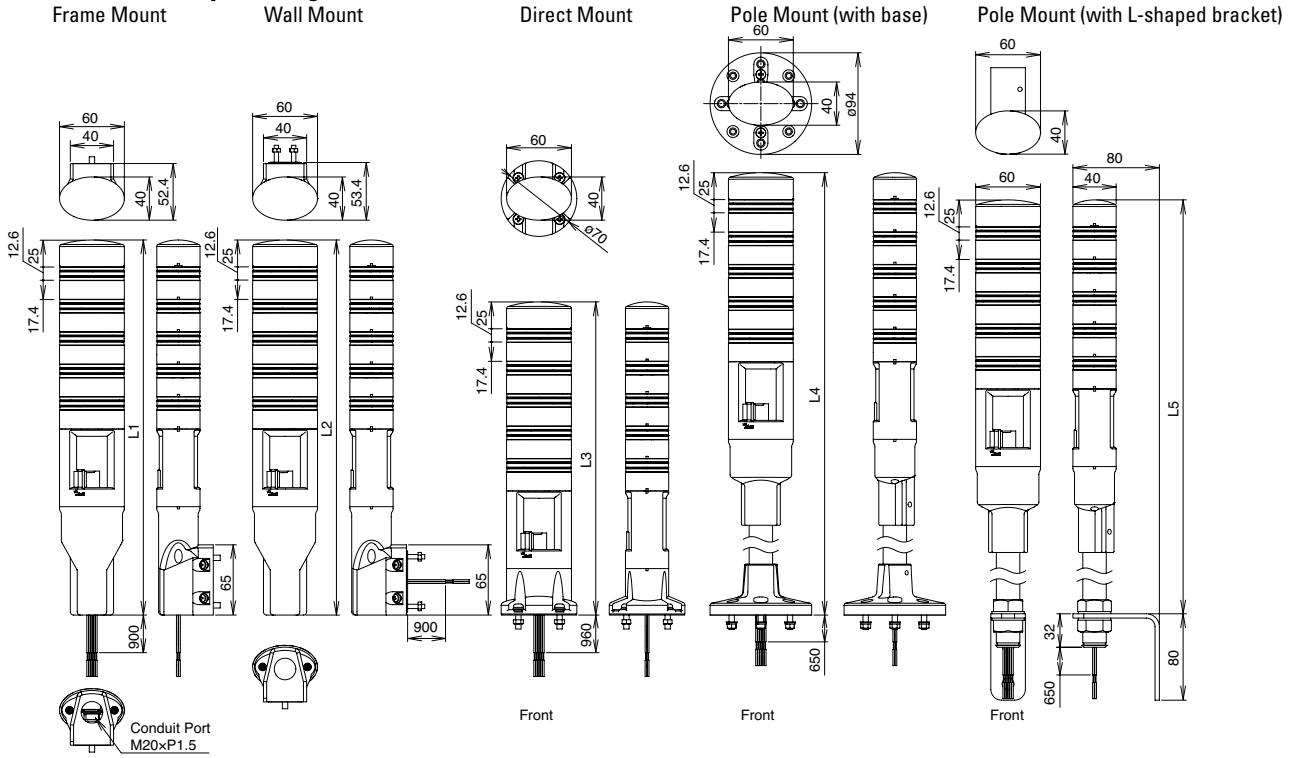 Frame Mount
Wall Mount
Direct Mount
Pole Mount (with base)
Pole Mount (with L-shaped bracket)
60
40
40
52.4
12.6
25
17.4
L1
65
900
Conduit Port
M20×P1.5
60
40
40
53.4
12.6
25
17.4
L2
65
900
60
40
ø70
12.6
25
17.4
L3
960
Front
60
40
ø94
12.6
25
17.4
L4
650
Front
60
40
80
60
40
12.6
25
17.4
L5
32
650
80
Front